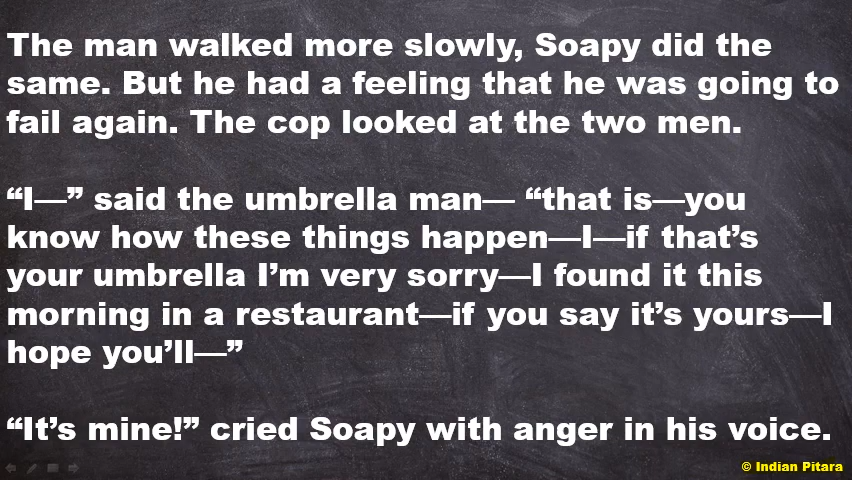 The man walked more slowly, Soapy did the
same. But he had a feeling that he was going to
fail again. The cop looked at the two men.
“I—” said the umbrella man— “that is—you
know how these things happen—I—if that’s
your umbrella I’m very sorry—I found it this
morning in a restaurant—if you say it’s yours—I
hope you’ll—”
“It’s mine!” cried Soapy with anger in his voice.
© Indian Pitara